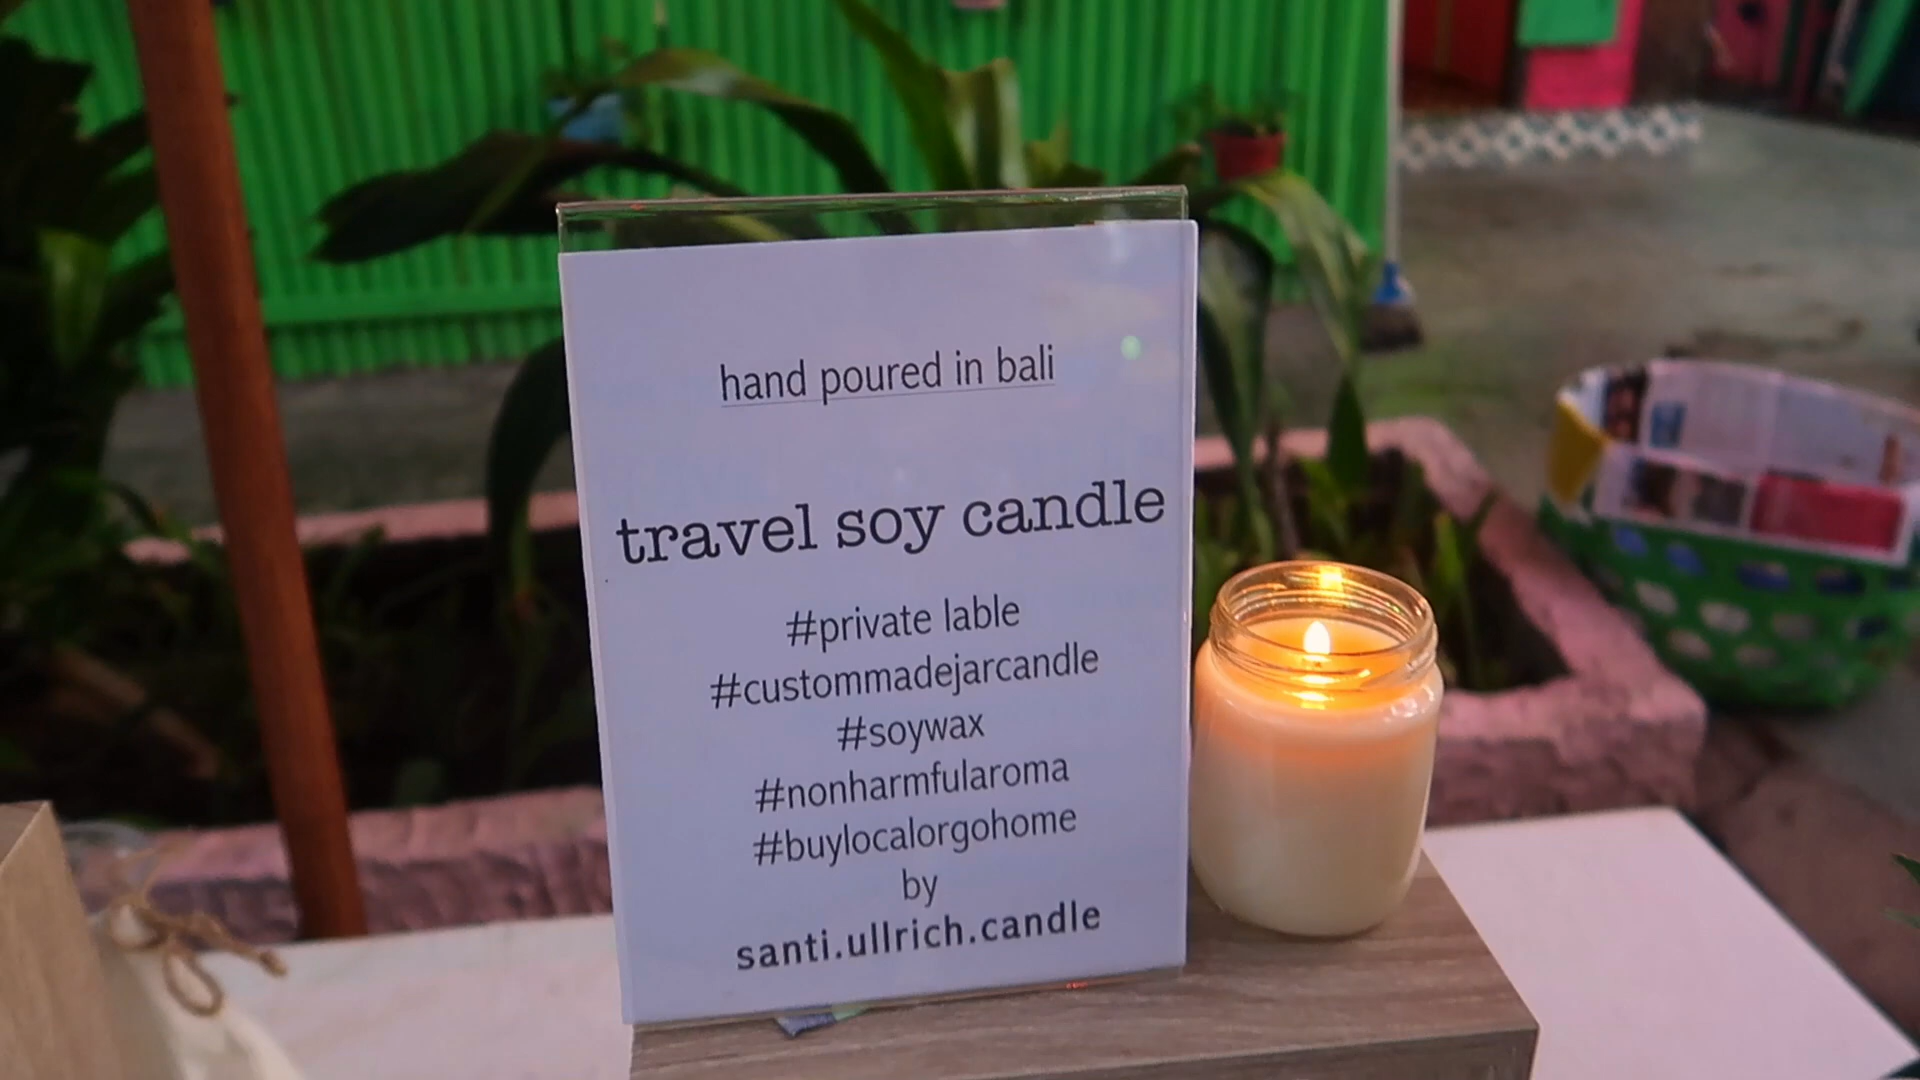 hand poured in bali
travel soy candle
#private lable
#custommadejarcandle
#soywax
#nonharmfularoma
#buylocalorgohome
by
santi.ullrich.candle